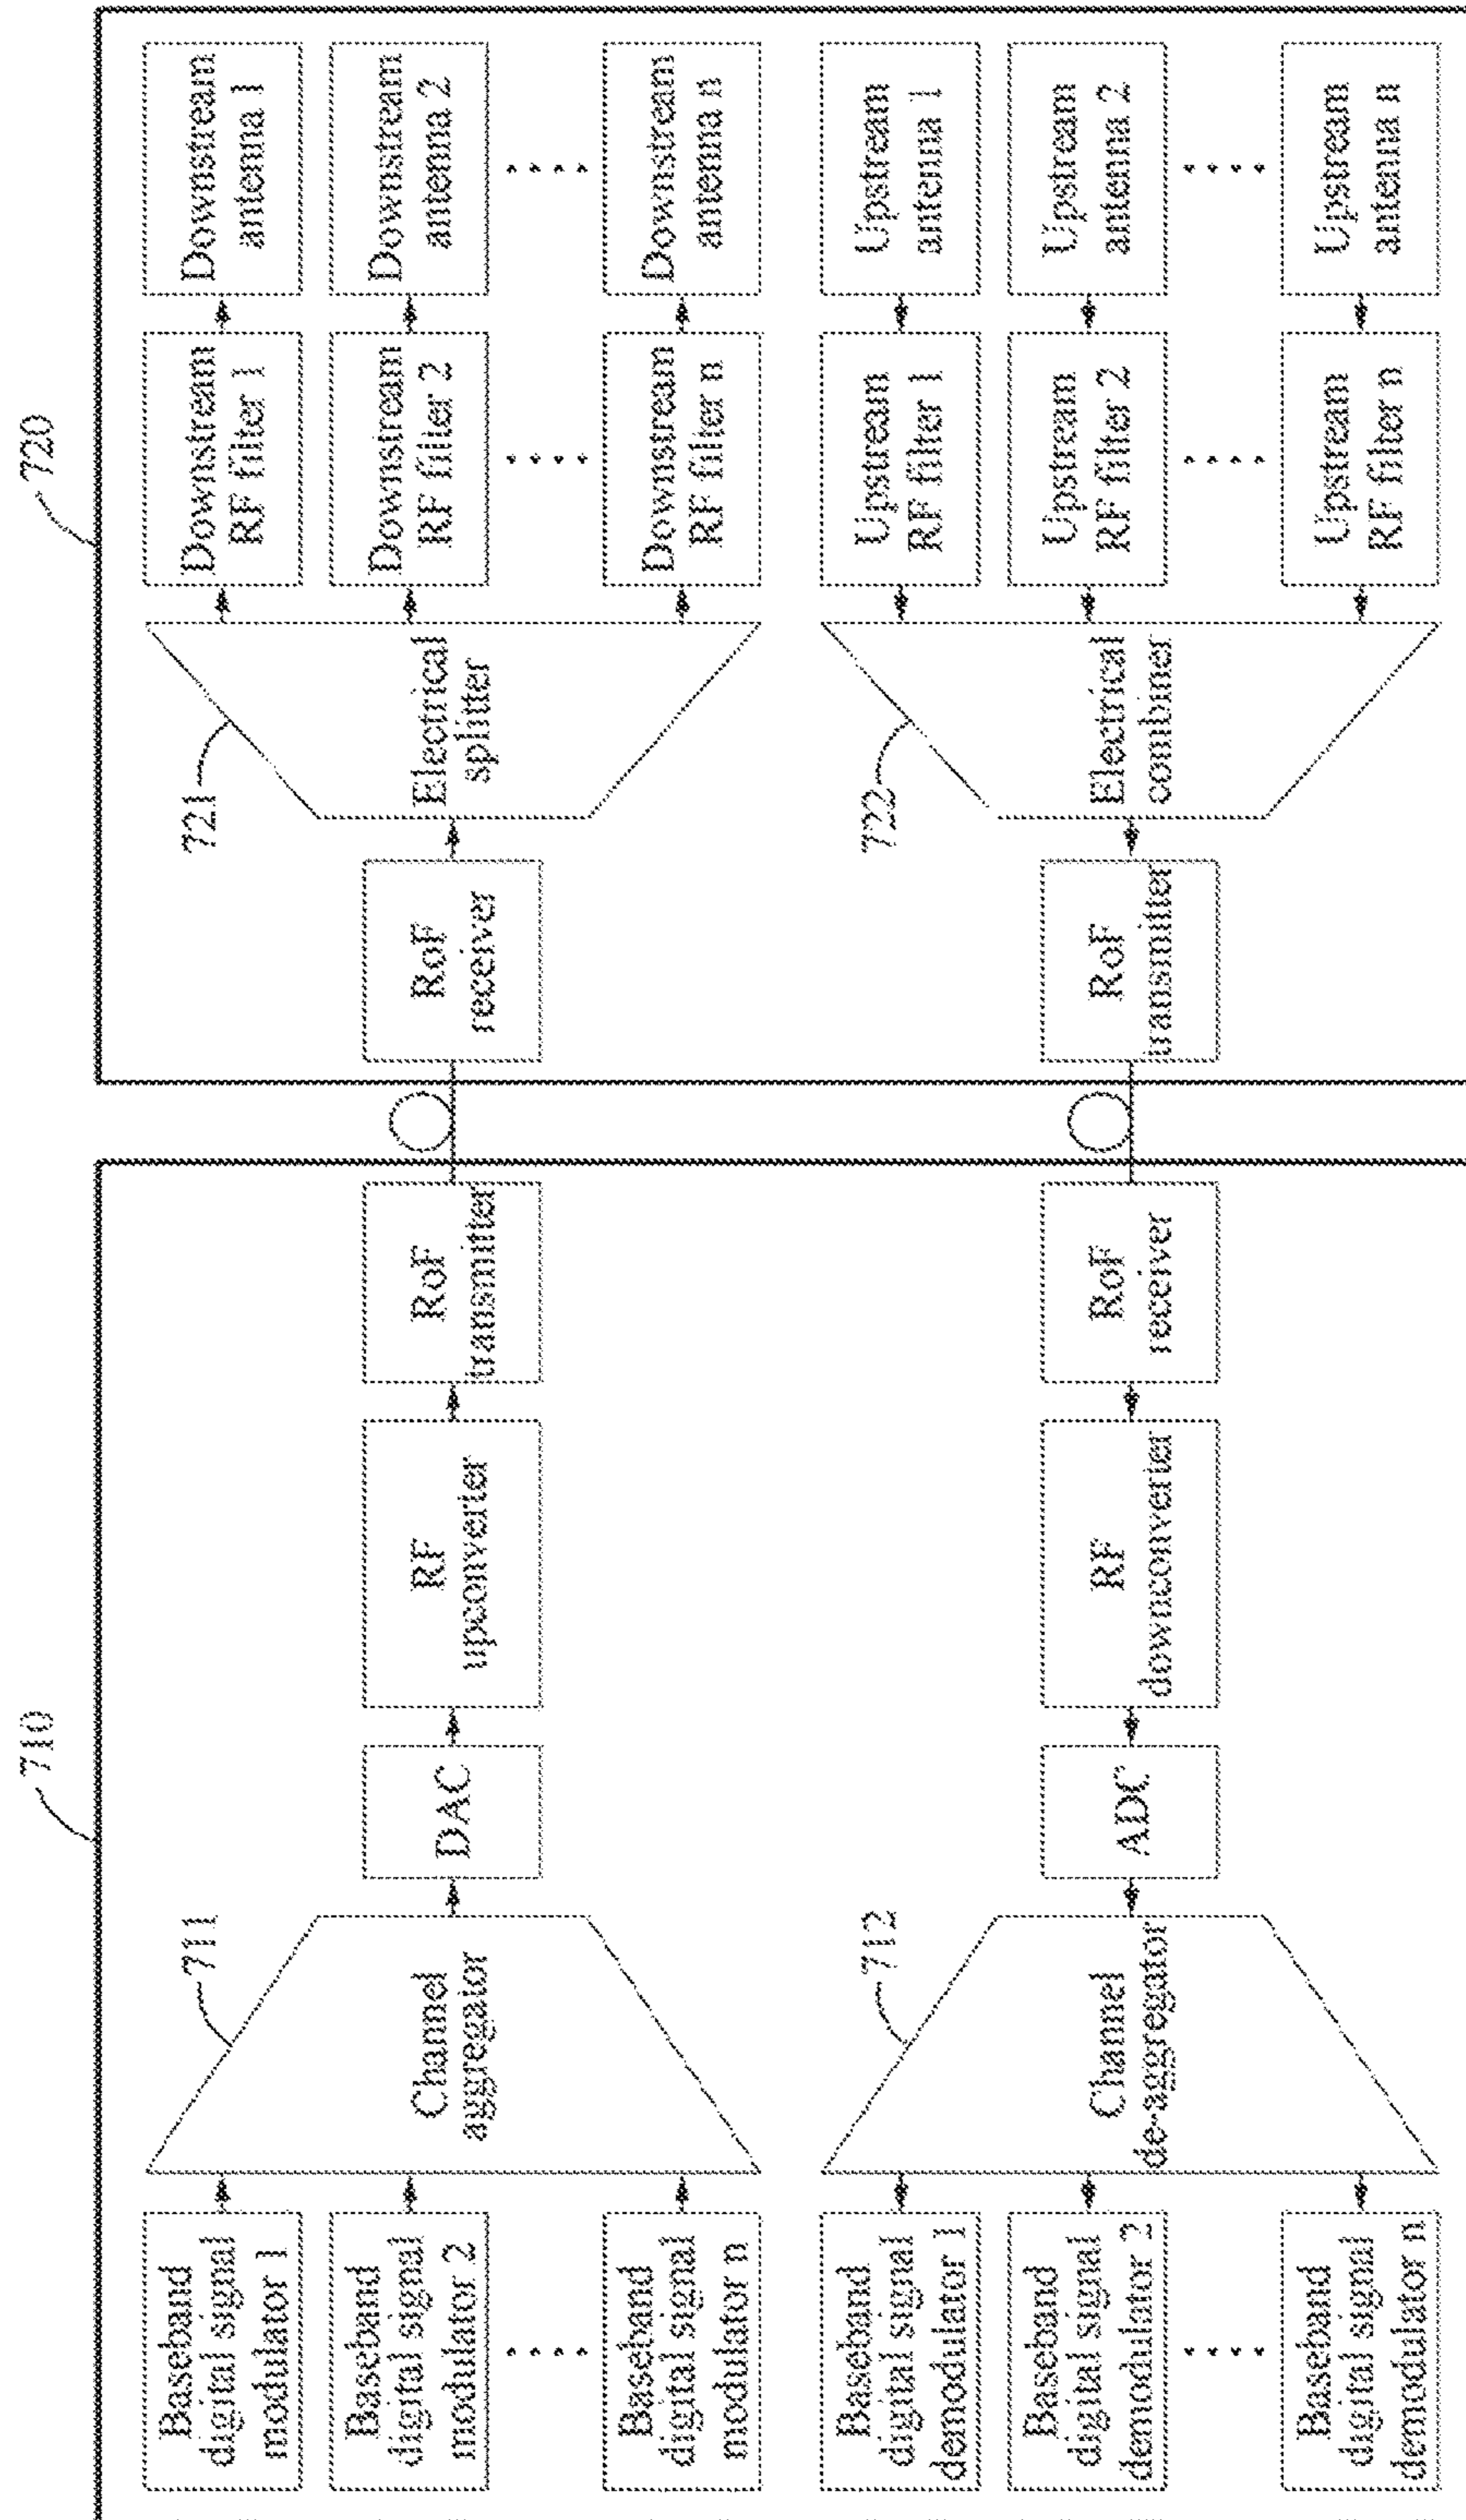 710
720
Baseband
digital signal
modulator 1
Baseband
digital signal
modulator 2
Baseband
digital signal
modulator n
711
Channel
aggregator
DAC
RF
upconverter
RoF
transmitter
RoF
receiver
721
Electrical
splitter
Downstream
RF filter 1
Downstream
RF filter 2
Downstream
RF filter n
Downstream
antenna 1
Downstream
antenna 2
Downstream
antenna n
Baseband
digital signal
demodulator 1
Baseband
digital signal
demodulator 2
Baseband
digital signal
demodulator n
712
Channel
de-aggregator
ADC
RF
downconverter
RoF
receiver
RoF
transmitter
722
Electrical
combiner
Upstream
RF filter 1
Upstream
RF filter 2
Upstream
RF filter n
Upstream
antenna 1
Upstream
antenna 2
Upstream
antenna n